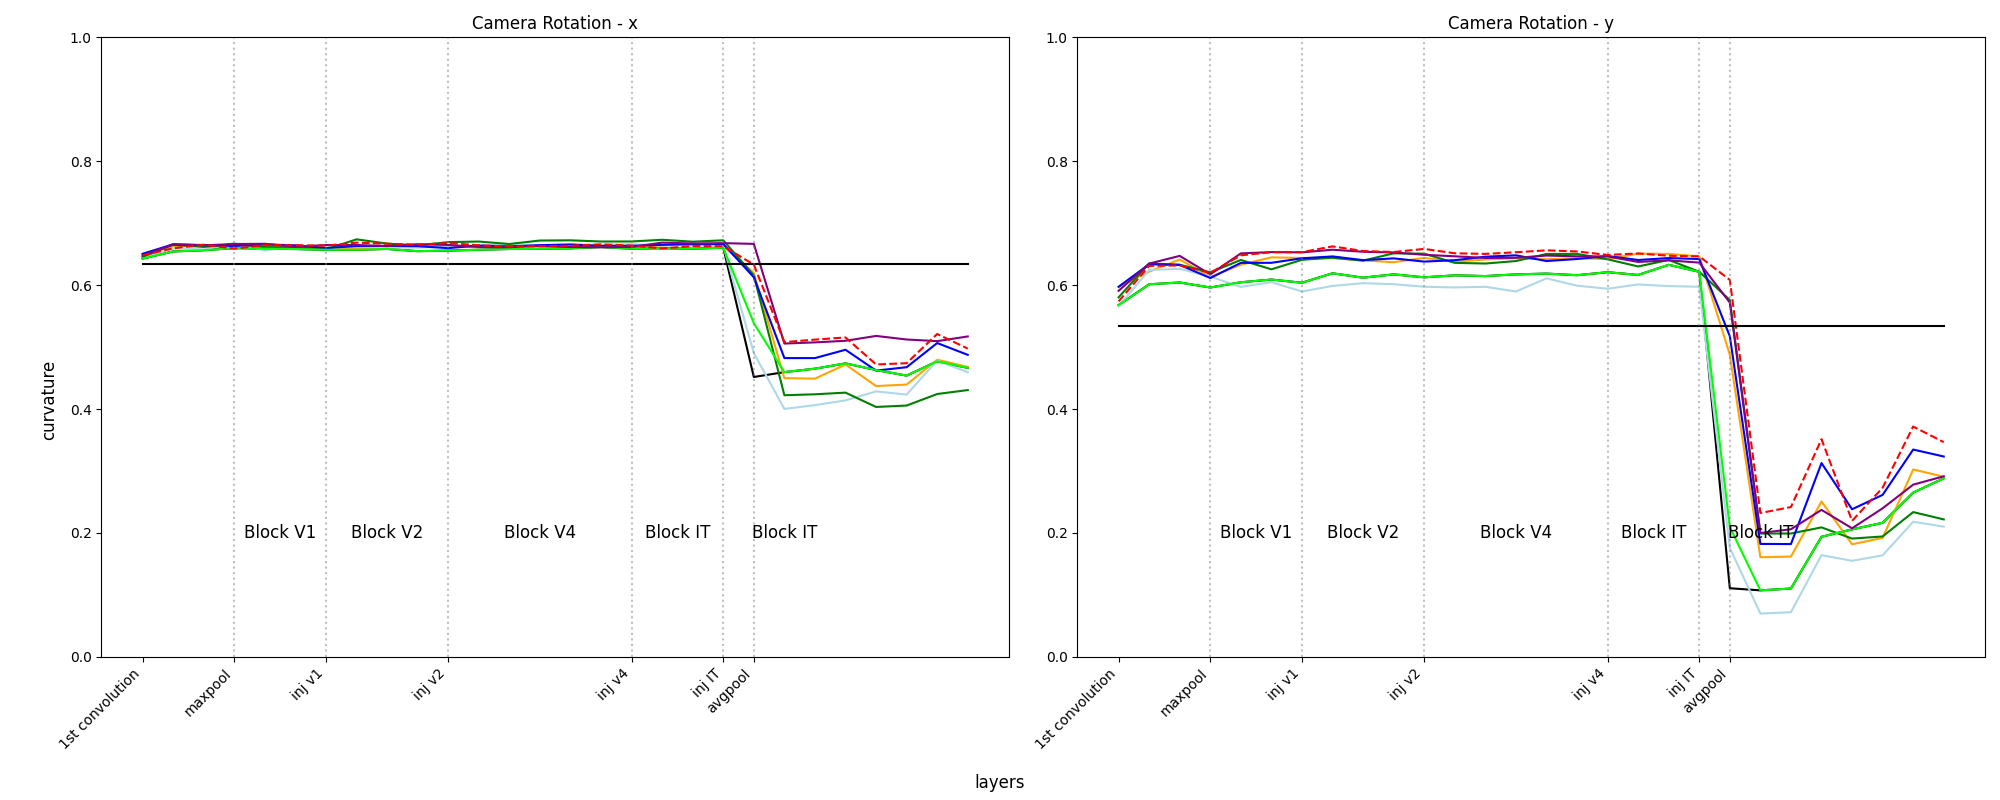 Camera Rotation - x
1.0
0.8
0.6
0.4
0.2
0.0
curvature
Block V1
Block V2
Block V4
Block IT
Block IT
1st convolution
maxpool
inj v1
inj v2
inj v4
inj IT
avgpool
Camera Rotation - y
1.0
0.8
0.6
0.4
0.2
0.0
Block V1
Block V2
Block V4
Block IT
Block IT
1st convolution
maxpool
inj v1
inj v2
inj v4
inj IT
avgpool
layers